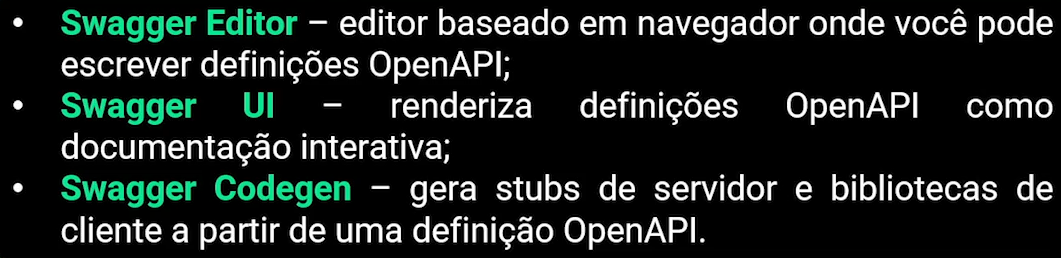 • Swagger Editor – editor baseado em navegador onde você pode
escrever definições OpenAPI;
• Swagger UI – renderiza definições OpenAPI como
documentação interativa;
• Swagger Codegen – gera stubs de servidor e bibliotecas de
cliente a partir de uma definição OpenAPI.